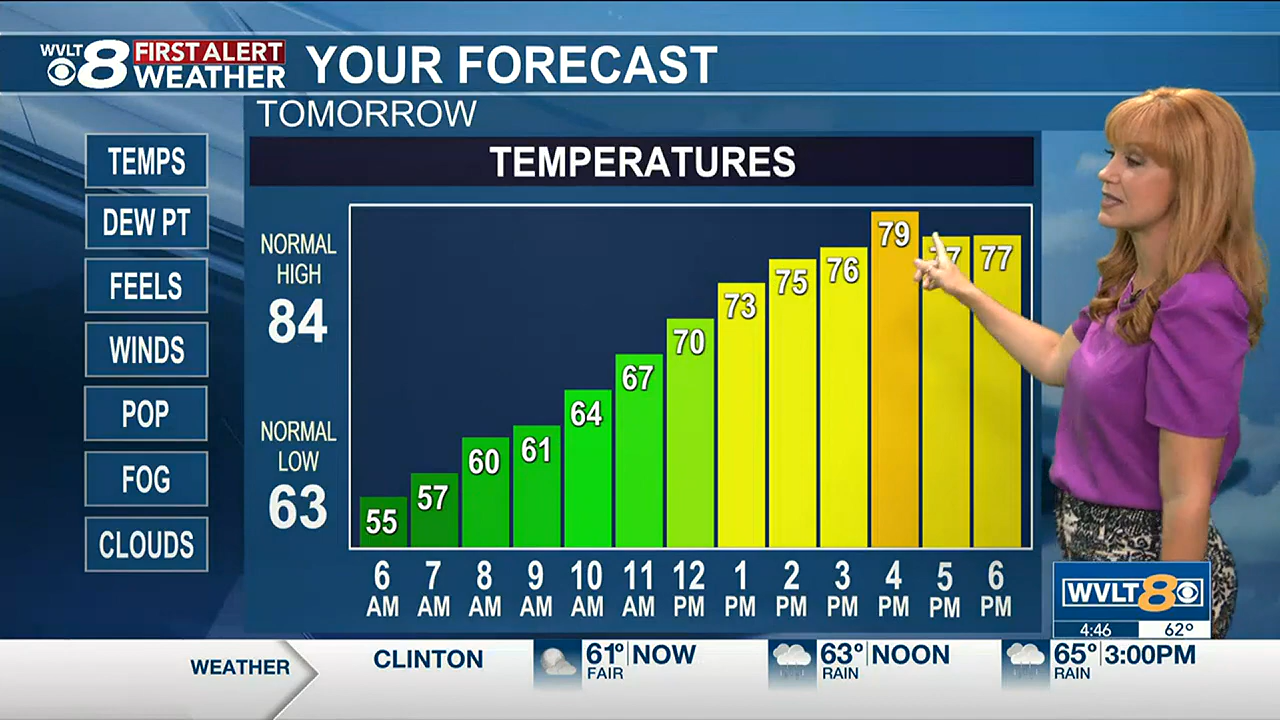 WVLT
8
FIRST ALERT
WEATHER
YOUR FORECAST
TOMORROW
TEMPS
DEW PT
FEELS
WINDS
POP
FOG
CLOUDS
TEMPERATURES
NORMAL
HIGH
84
NORMAL
LOW
63
55 57 60 61 64 67 70 73 75 76 79 77 77
6 7 8 9 10 11 12 1 2 3 4 5 6
AM AM AM AM AM AM PM PM PM PM PM PM PM
WVLT 8
4:46 62°
WEATHER
CLINTON
61° NOW
FAIR
63° NOON
RAIN
65° 3:00PM
RAIN